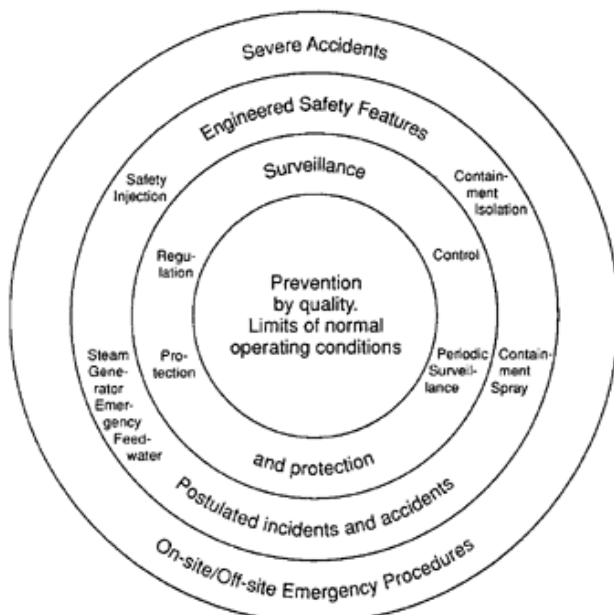 Severe Accidents
Engineered Safety Features
Surveillance
Safety
Injection
Contain-
ment
Isolation
Regu-
lation
Control
Prevention
by quality.
Limits of normal
operating conditions
Steam
Gene-
rator
Emer-
gency
Feed-
water
Pro-
tection
Periodic
Surveil-
lance
Contain-
ment
Spray
and protection
Postulated incidents and accidents
On-site/Off-site Emergency Procedures